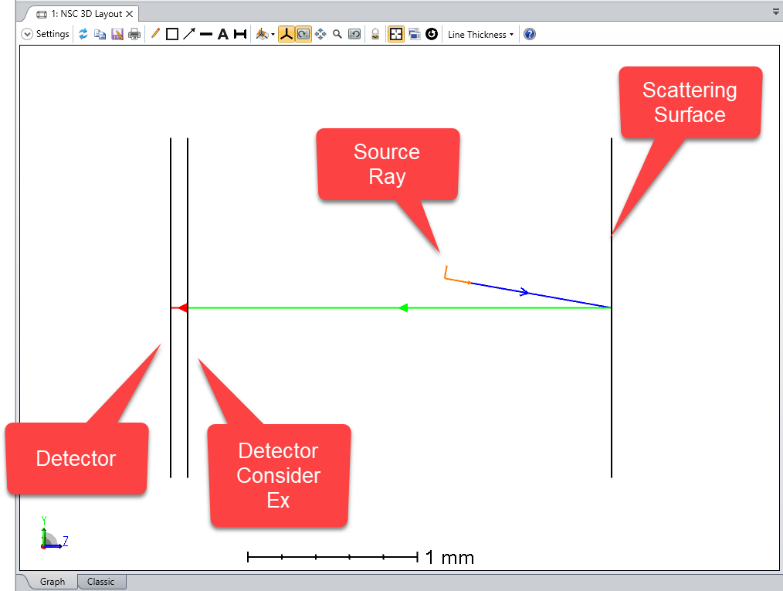 1: NSC 3D Layout
Settings
A
Line Thickness
Scattering
Surface
Source
Ray
Detector
Detector
Consider
Ex
Y
Z
1 mm
Graph
Classic